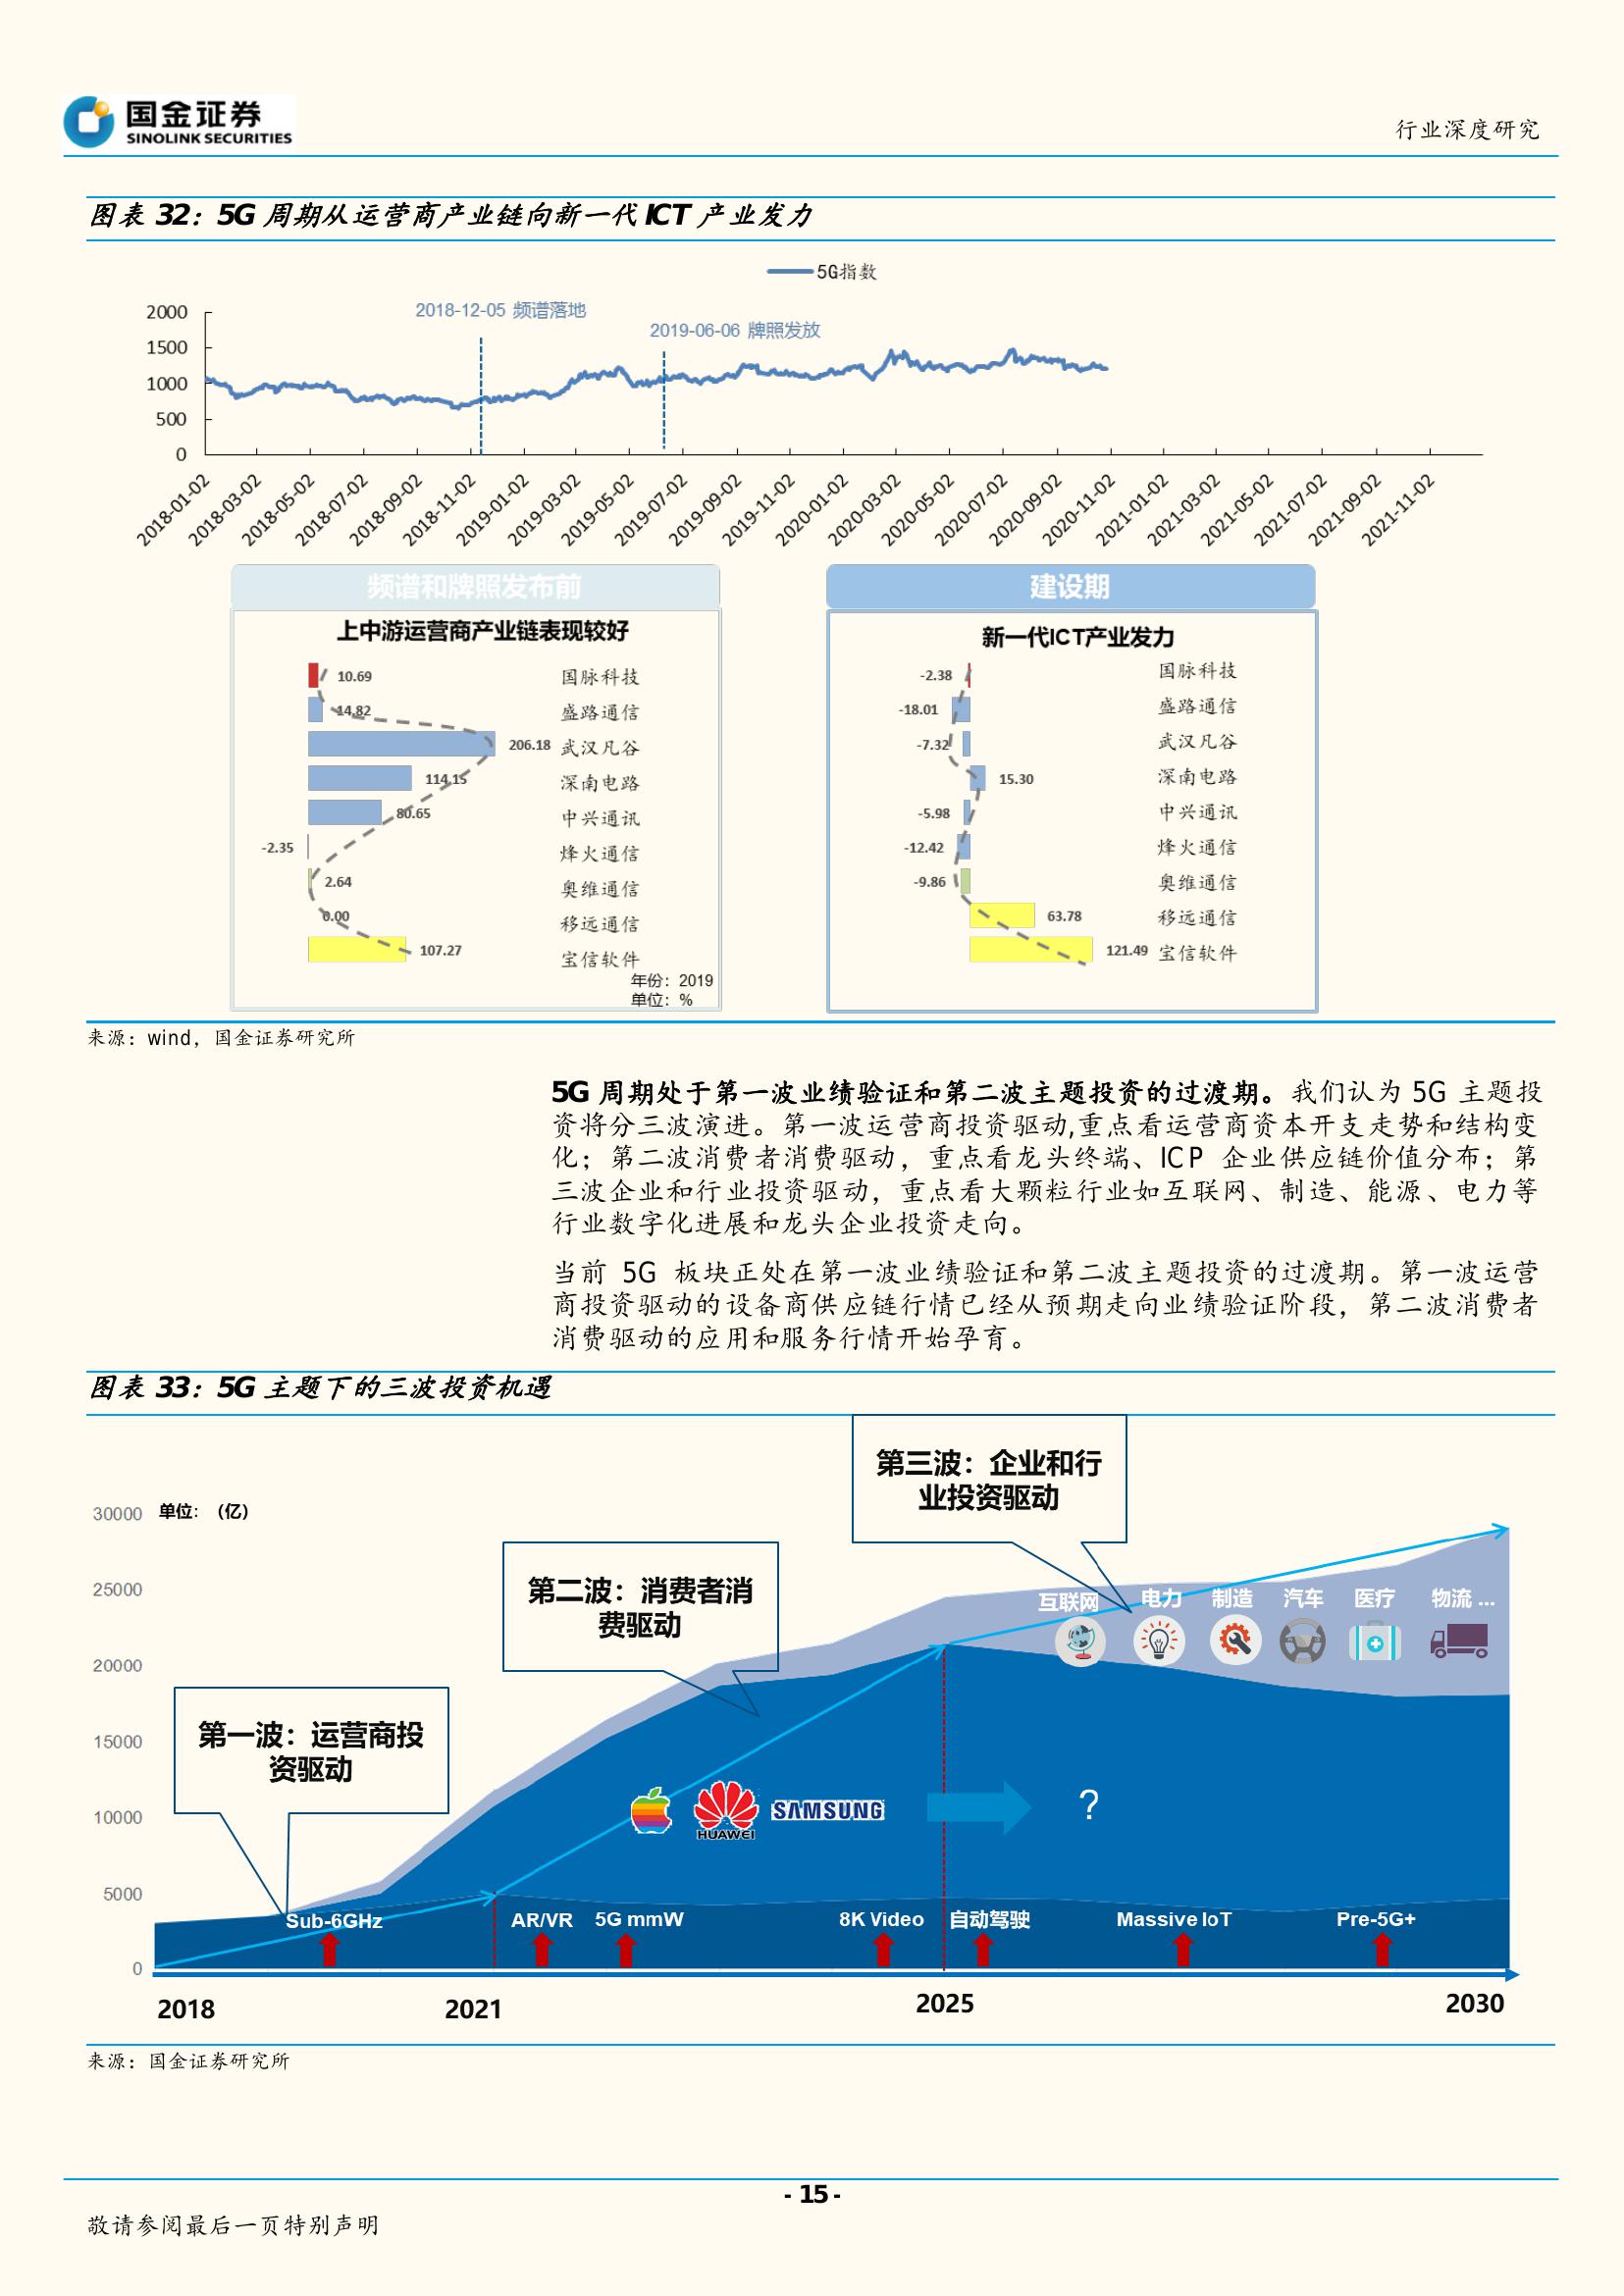 国金证券
SINOLINK SECURITIES
行业深度研究
图表 32：5G 周期从运营商产业链向新一代 ICT 产业发力
5G指数
2018-12-05 频谱落地
2019-06-06 牌照发放
2000
1500
1000
500
0
2018-01-02
2018-03-02
2018-05-02
2018-07-02
2018-09-02
2018-11-02
2019-01-02
2019-03-02
2019-05-02
2019-07-02
2019-09-02
2019-11-02
2020-01-02
2020-03-02
2020-05-02
2020-07-02
2020-09-02
2020-11-02
2021-01-02
2021-03-02
2021-05-02
2021-07-02
2021-09-02
2021-11-02
频谱和牌照发布前
上中游运营商产业链表现较好
10.69 国脉科技
14.82 盛路通信
206.18 武汉凡谷
114.15 深南电路
80.65 中兴通讯
-2.35 烽火通信
2.64 奥维通信
0.00 移远通信
107.27 宝信软件
年份：2019
单位：%
建设期
新一代ICT产业发力
-2.38 国脉科技
-18.01 盛路通信
-7.32 武汉凡谷
15.30 深南电路
-5.98 中兴通讯
-12.42 烽火通信
-9.86 奥维通信
63.78 移远通信
121.49 宝信软件
来源：wind，国金证券研究所
5G 周期处于第一波业绩验证和第二波主题投资的过渡期。我们认为 5G 主题投
资将分三波演进。第一波运营商投资驱动,重点看运营商资本开支走势和结构变
化；第二波消费者消费驱动，重点看龙头终端、ICP 企业供应链价值分布；第
三波企业和行业投资驱动，重点看大颗粒行业如互联网、制造、能源、电力等
行业数字化进展和龙头企业投资走向。
当前 5G 板块正处在第一波业绩验证和第二波主题投资的过渡期。第一波运营
商投资驱动的设备商供应链行情已经从预期走向业绩验证阶段，第二波消费者
消费驱动的应用和服务行情开始孕育。
图表 33：5G 主题下的三波投资机遇
第三波：企业和行
业投资驱动
单位：（亿）
第二波：消费者消
费驱动
第一波：运营商投
资驱动
30000
25000
20000
15000
10000
5000
0
互联网 电力 制造 汽车 医疗 物流 ...
HUAWEI
SAMSUNG
?
Sub-6GHz AR/VR 5G mmW 8K Video 自动驾驶 Massive IoT Pre-5G+
2018 2021 2025 2030
来源：国金证券研究所
- 15 -
敬请参阅最后一页特别声明